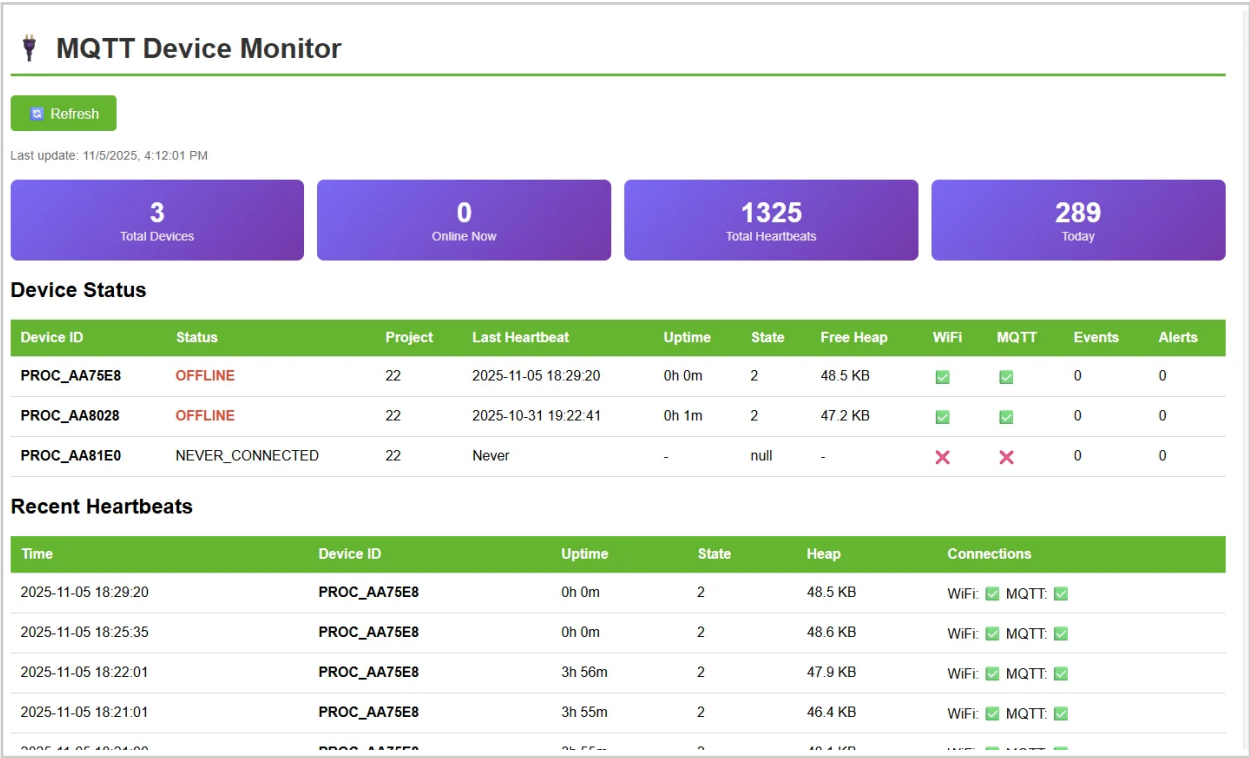 MQTT Device Monitor
Refresh
Last update: 11/5/2025, 4:12:01 PM
3 0 1325 289
Total Devices Online Now Total Heartbeats Today
Device Status
Device ID Status Project Last Heartbeat Uptime State Free Heap WiFi MQTT Events Alerts
PROC_AA75E8 OFFLINE 22 2025-11-05 18:29:20 0h 0m 2 48.5 KB ✅ ✅ 0 0
PROC_AA8028 OFFLINE 22 2025-10-31 19:22:41 0h 1m 2 47.2 KB ✅ ✅ 0 0
PROC_AA81E0 NEVER_CONNECTED 22 Never - null - ❌ ❌ 0 0
Recent Heartbeats
Time Device ID Uptime State Heap Connections
2025-11-05 18:29:20 PROC_AA75E8 0h 0m 2 48.5 KB WiFi: ✅ MQTT: ✅
2025-11-05 18:25:35 PROC_AA75E8 0h 0m 2 48.6 KB WiFi: ✅ MQTT: ✅
2025-11-05 18:22:01 PROC_AA75E8 3h 56m 2 47.9 KB WiFi: ✅ MQTT: ✅
2025-11-05 18:21:01 PROC_AA75E8 3h 55m 2 46.4 KB WiFi: ✅ MQTT: ✅